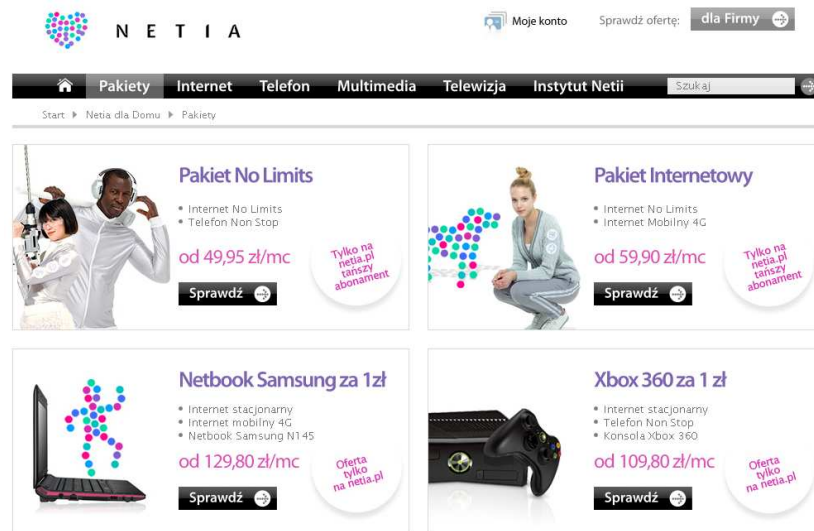 NETIA
Moje konto
Sprawdź ofertę:
dla Firmy
Pakiety Internet Telefon Multimedia Telewizja Instytut Netii
Szukaj
Start Netia dla Domu Pakiety
Pakiet No Limits
Internet No Limits
Telefon Non Stop
od 49,95 zł/mc
Tylko na
netia.pl
tańszy
abonament
Sprawdź
Pakiet Internetowy
Internet No Limits
Internet Mobilny 4G
od 59,90 zł/mc
Tylko na
netia.pl
tańszy
abonament
Sprawdź
Netbook Samsung za 1zł
Internet stacjonarny
Internet mobilny 4G
Netbook Samsung N145
od 129,80 zł/mc
Oferta
tylko
na netia.pl
Sprawdź
Xbox 360 za 1 zł
Internet stacjonarny
Telefon Non Stop
Konsola Xbox 360
od 109,80 zł/mc
Oferta
tylko
na netia.pl
Sprawdź